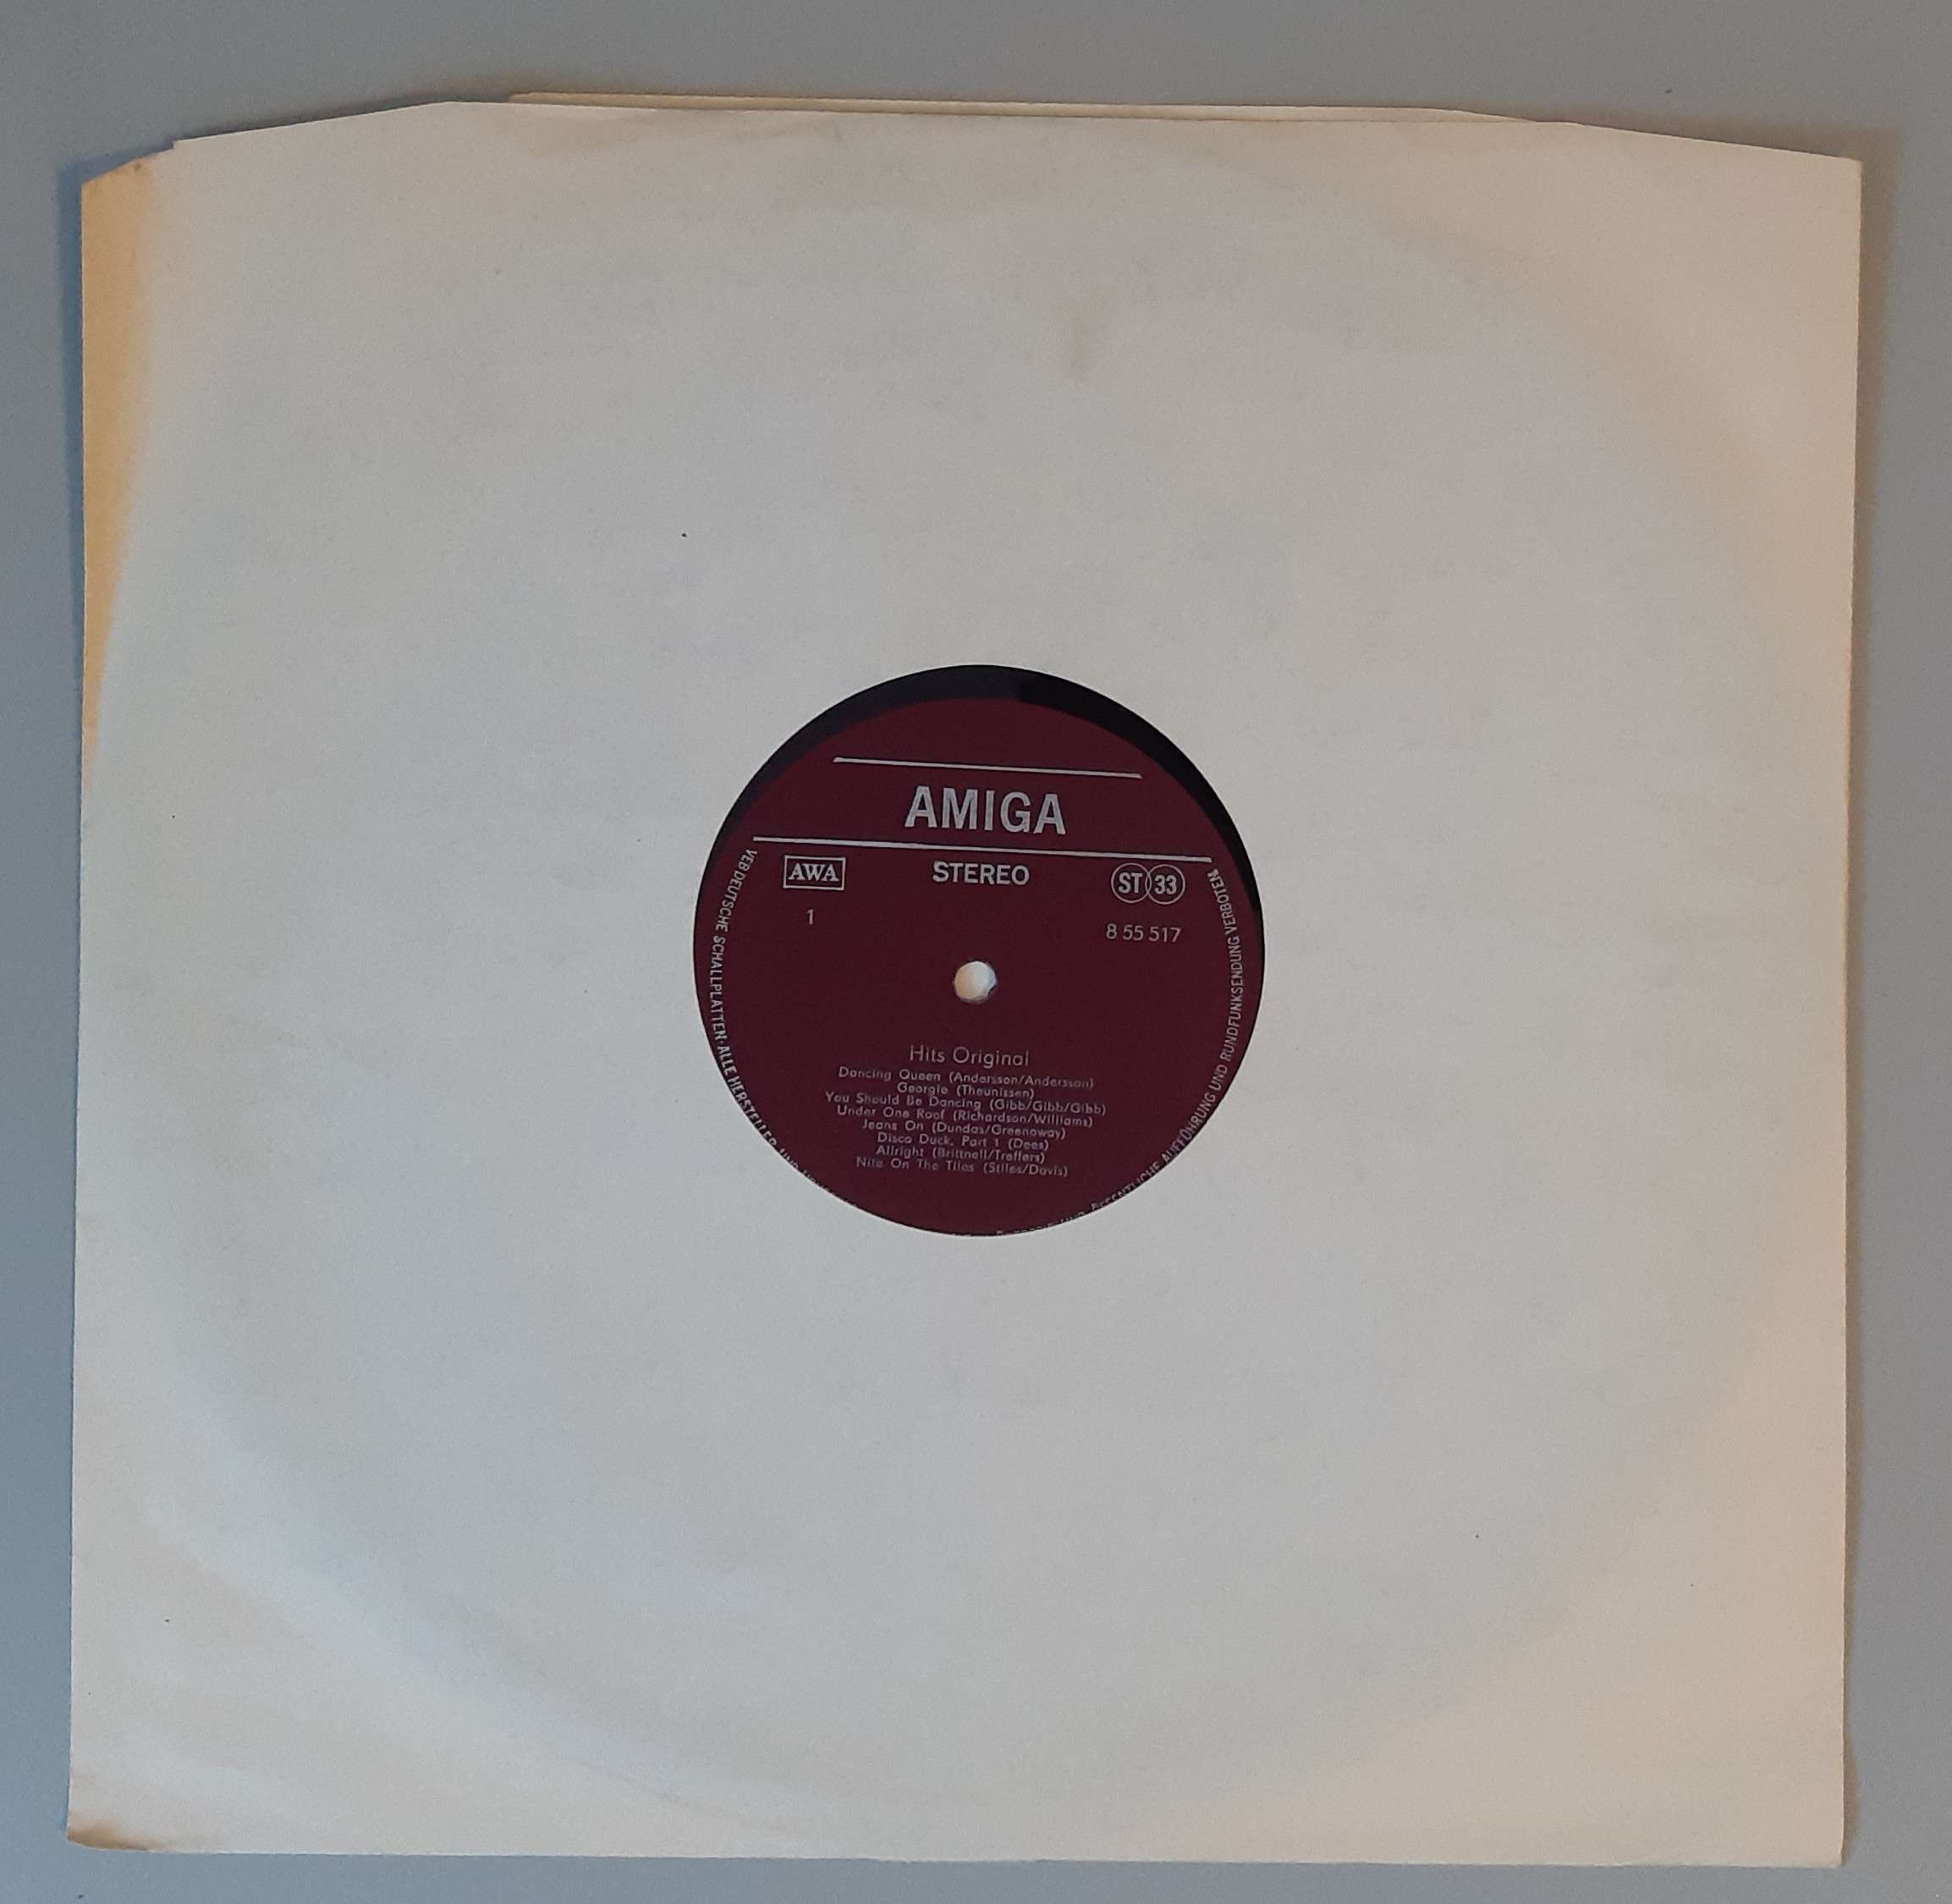 AMIGA
AWA
STEREO
ST 33
1
8 55 517
Hits Original
Dancing Queen (Andersson/Andersson)
Georgie (Theunissen)
You Should Be Dancing (Gibb/Gibb/Gibb)
Under One Roof (Richardson/Williams)
Jeans On (Dundas/Greenaway)
Disco Duck, Part 1 (Dees)
Allright (Brittnell/Treffers)
Nite On The Tiles (Stiles/Davis)
VEB DEUTSCHE SCHALLPLATTEN · ALLE HERSTELLER- UND
ÖFFENTLICHE AUFFÜHRUNG UND RUNDFUNKSENDUNG VERBOTEN